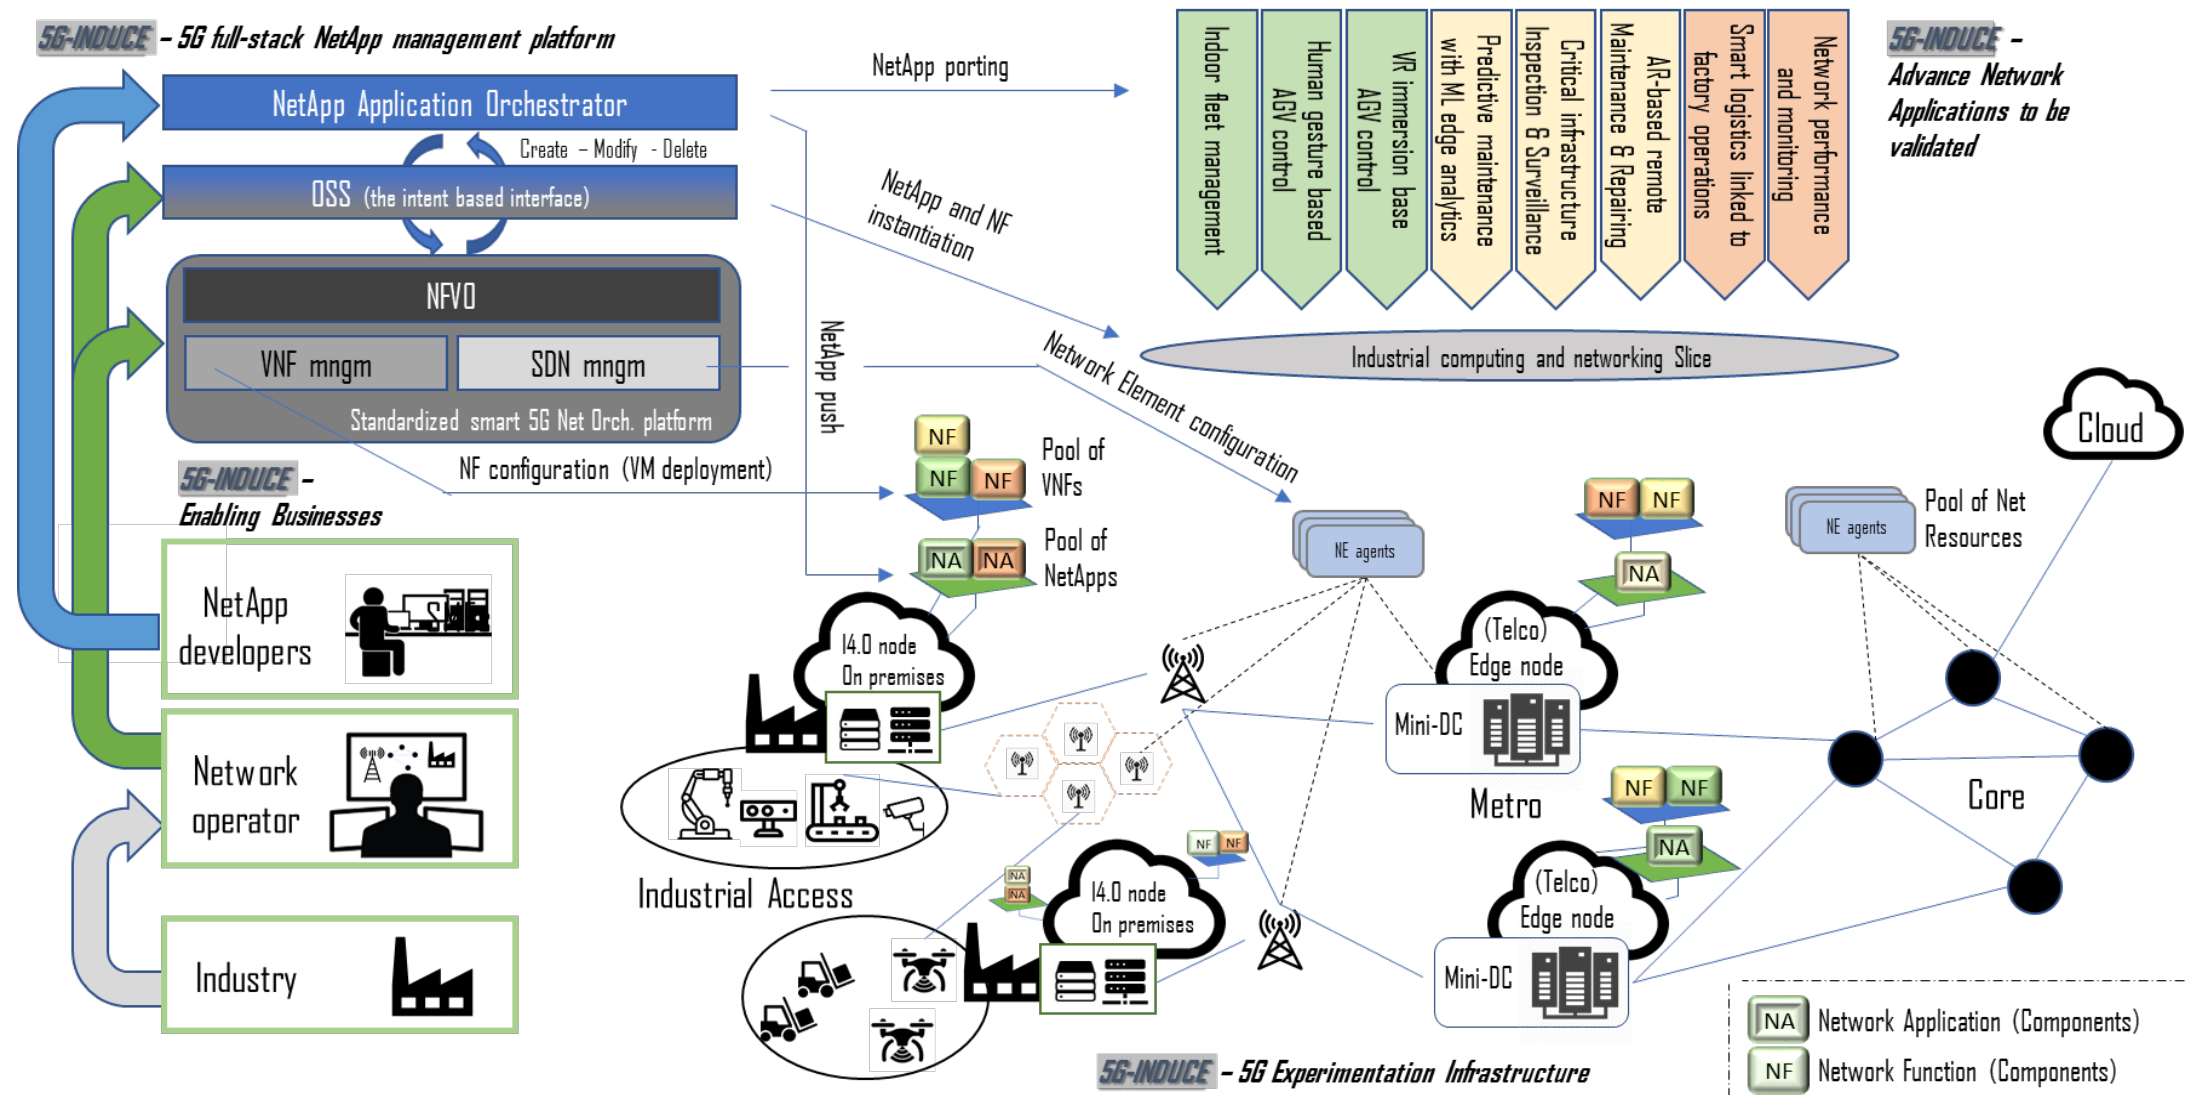 5G-INDUCE – 5G full-stack NetApp management platform
NetApp Application Orchestrator
Create – Modify - Delete
OSS (the intent based interface)
NFVO
VNF mngm
SDN mngm
Standardized smart 5G Net Orch. platform
NetApp porting
NetApp and NF
instantiation
NetApp push
Network Element configuration
NF configuration (VM deployment)
Indoor fleet management
Human gesture based
AGV control
VR immersion base
AGV control
Predictive maintenance
with ML edge analytics
Critical infrastructure
Inspection & Surveillance
AR-based remote
Maintenance & Repairing
Smart logistics linked to
factory operations
Network performance
and monitoring
5G-INDUCE –
Advance Network
Applications to be
validated
Industrial computing and networking Slice
5G-INDUCE –
Enabling Businesses
NetApp
developers
Network
operator
Industry
NF
NF
NF
Pool of
VNFs
NA
NA
Pool of
NetApps
I4.0 node
On premises
Industrial Access
NE agents
NF
NF
NA
(Telco)
Edge node
Mini-DC
Metro
NE agents
Pool of Net
Resources
Cloud
Core
NF
NF
NA
(Telco)
Edge node
Mini-DC
NF
NF
NA
NA
I4.0 node
On premises
5G-INDUCE – 5G Experimentation Infrastructure
NA Network Application (Components)
NF Network Function (Components)